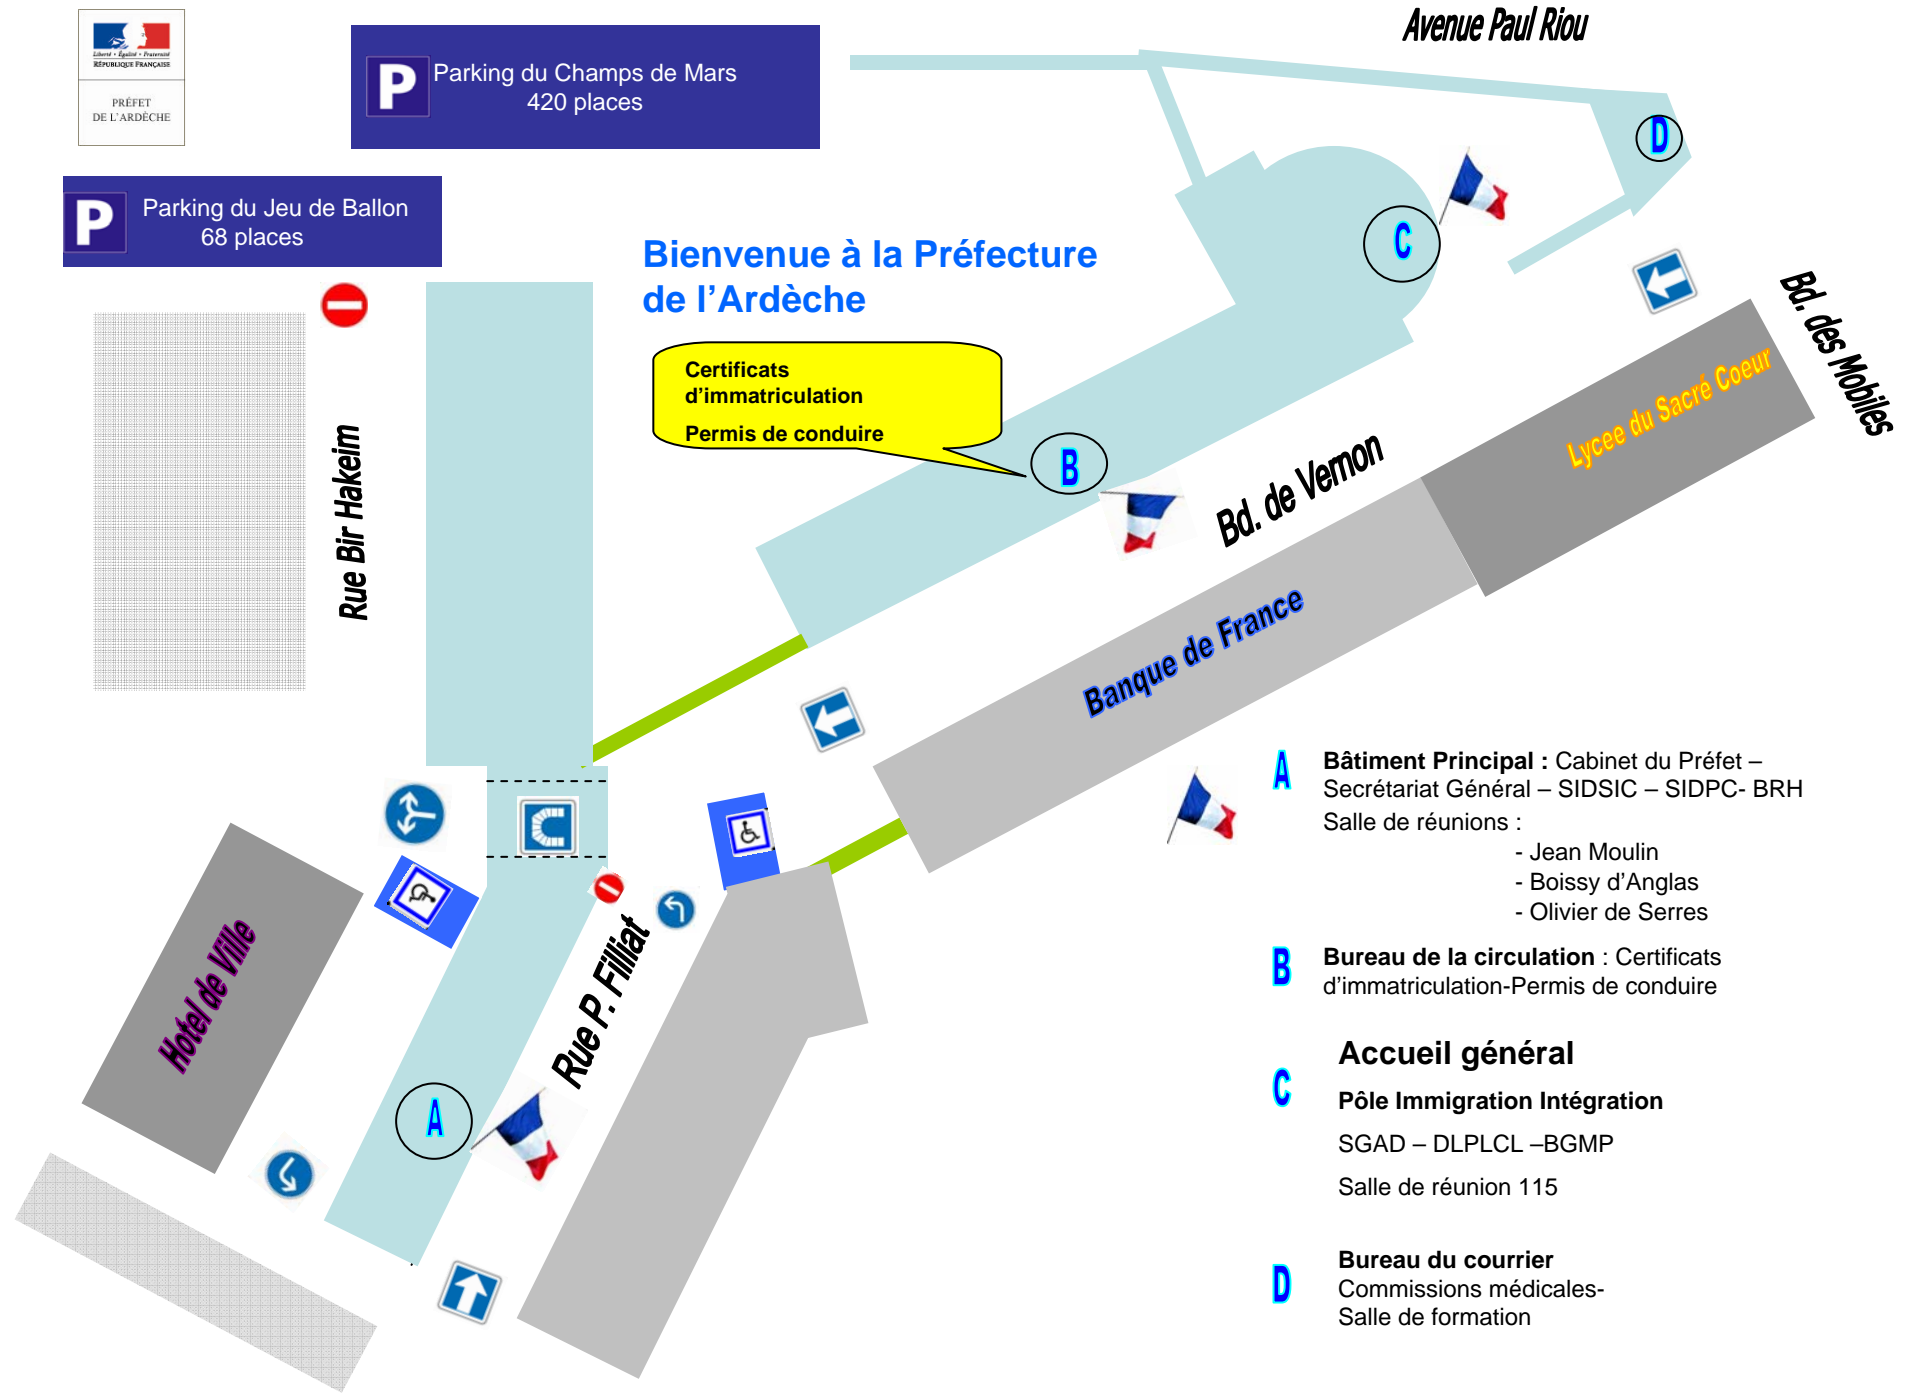 Liberté • Égalité • Fraternité
RÉPUBLIQUE FRANÇAISE
PRÉFET
DE L'ARDÈCHE
P
Parking du Champs de Mars
420 places
Avenue Paul Riou
D
P
Parking du Jeu de Ballon
68 places
C
Bienvenue à la Préfecture
de l'Ardèche
Bd. des Mobiles
Certificats
d'immatriculation
Permis de conduire
B
Lycee du Sacré Coeur
Bd. de Vernon
Rue Bir Hakeim
Banque de France
Hotel de Ville
Rue P. Filliat
A
A
Bâtiment Principal : Cabinet du Préfet –
Secrétariat Général – SIDSIC – SIDPC- BRH
Salle de réunions :
- Jean Moulin
- Boissy d'Anglas
- Olivier de Serres
B
Bureau de la circulation : Certificats
d'immatriculation-Permis de conduire
C
Accueil général
Pôle Immigration Intégration
SGAD – DLPLCL –BGMP
Salle de réunion 115
D
Bureau du courrier
Commissions médicales-
Salle de formation